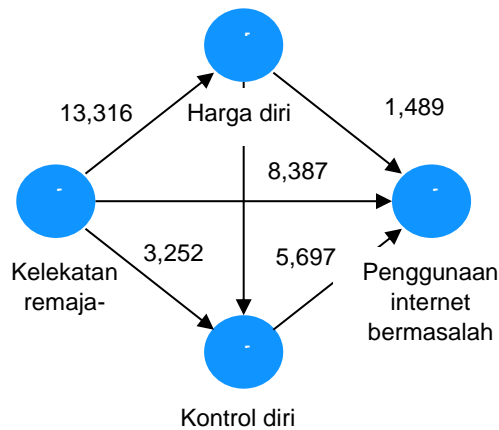 13,316
Harga diri
1,489
8,387
3,252
5,697
Kelekatan
remaja-
Penggunaan
internet
bermasalah
Kontrol diri